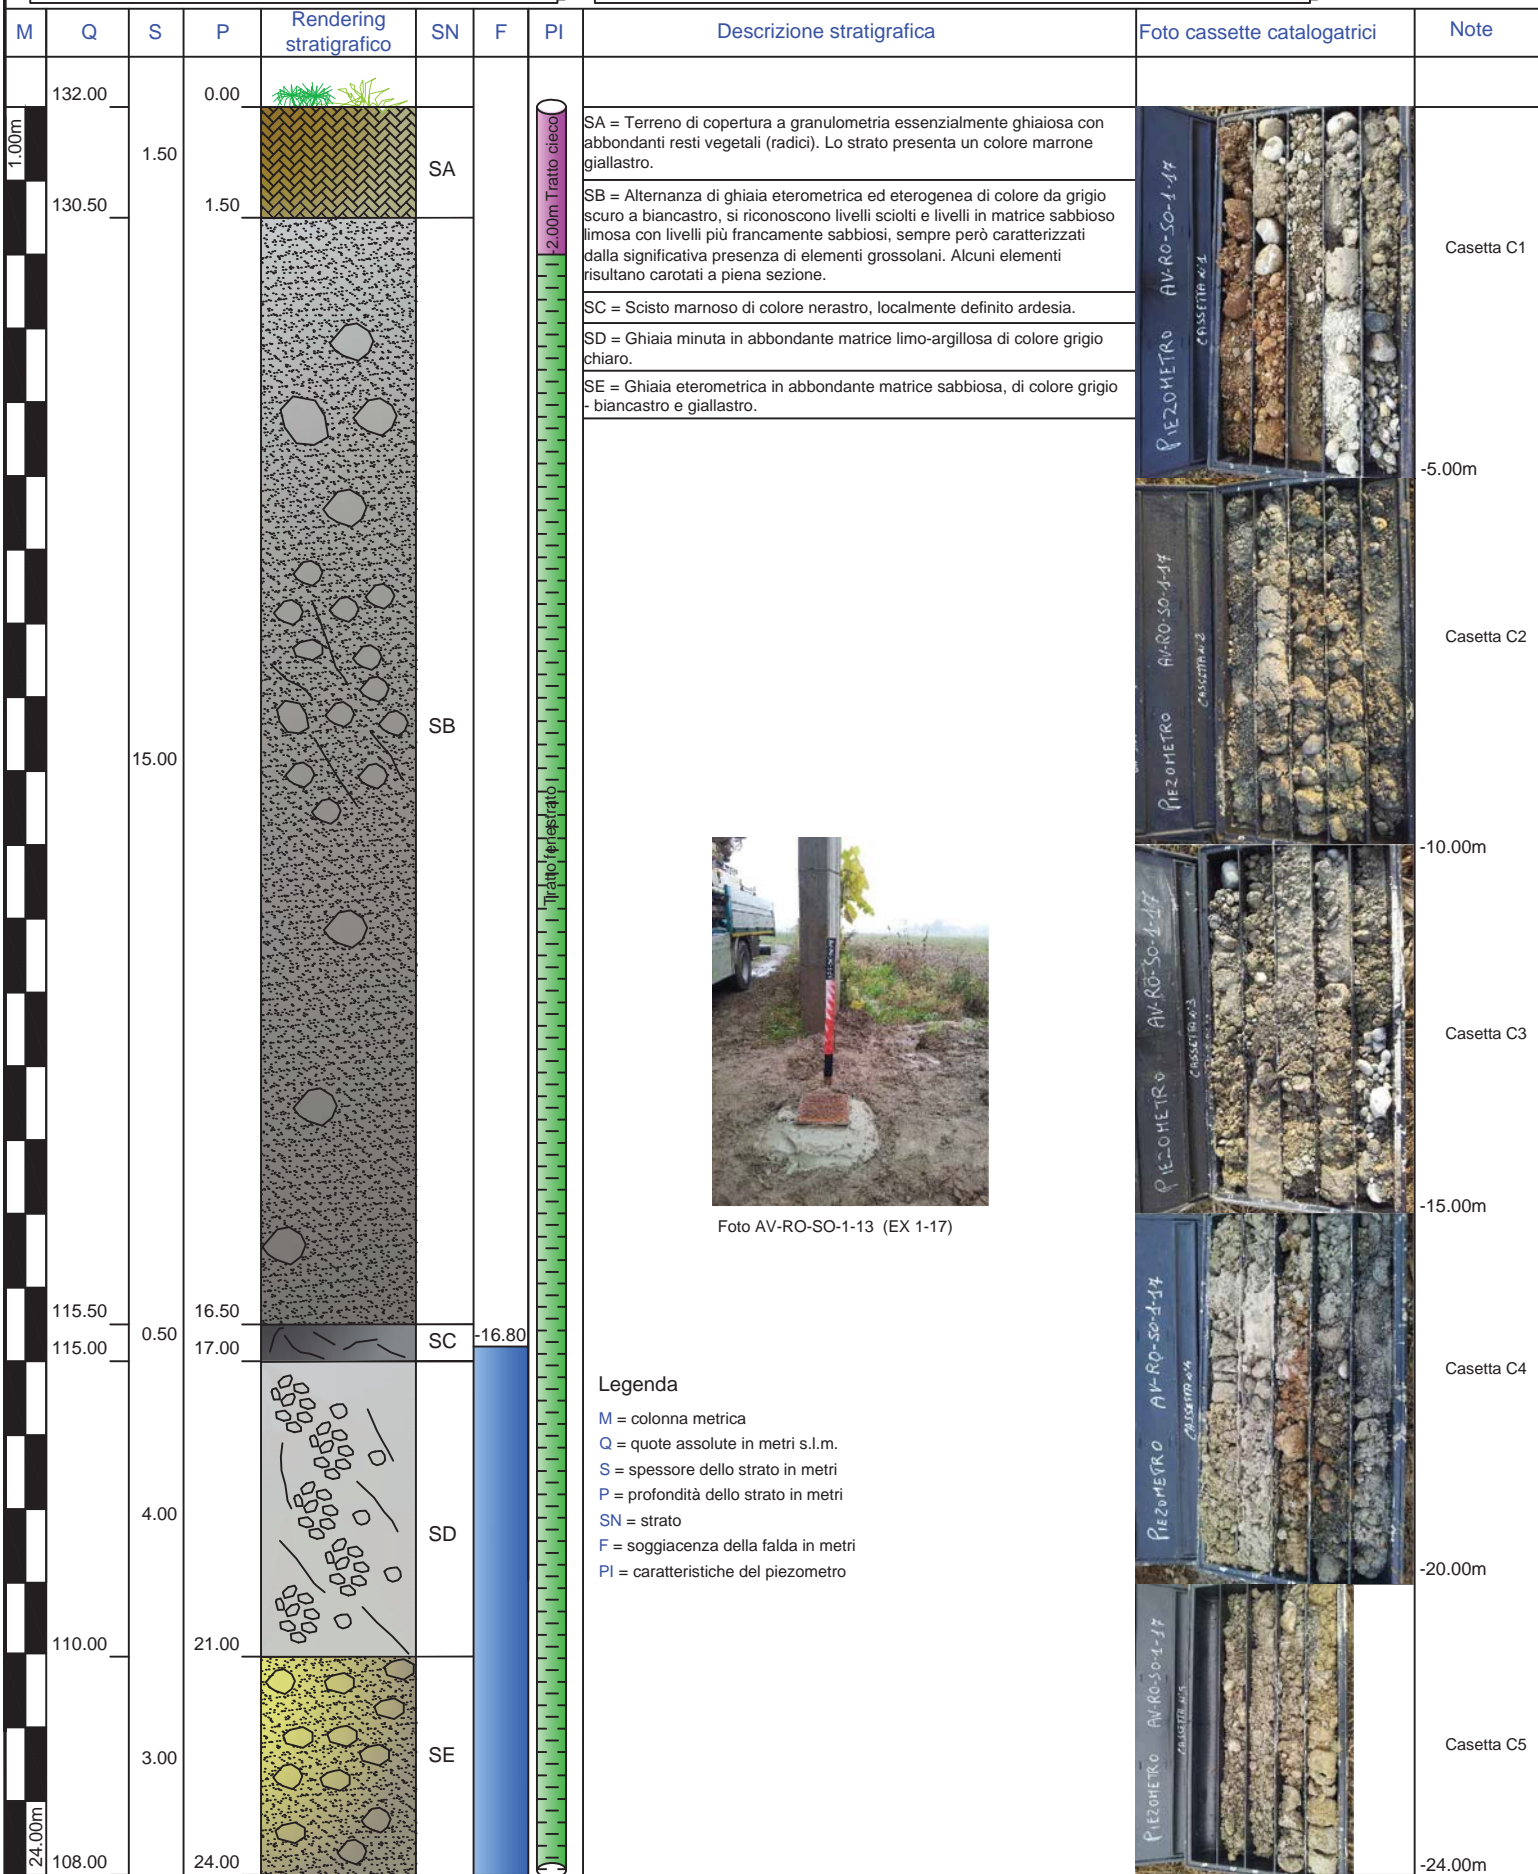 M
Q
S
P
Rendering
stratigrafico
SN
F
PI
Descrizione stratigrafica
Foto cassette catalogatrici
Note
132.00
0.00
1.00m
1.50
SA
130.50
1.50
-2.00m Tratto cieco
SA = Terreno di copertura a granulometria essenzialmente ghiaiosa con
abbondanti resti vegetali (radici). Lo strato presenta un colore marrone
giallastro.
SB = Alternanza di ghiaia eterometrica ed eterogenea di colore da grigio
scuro a biancastro, si riconoscono livelli sciolti e livelli in matrice sabbioso
limosa con livelli più francamente sabbiosi, sempre però caratterizzati
dalla significativa presenza di elementi grossolani. Alcuni elementi
risultano carotati a piena sezione.
SC = Scisto marnoso di colore nerastro, localmente definito ardesia.
SD = Ghiaia minuta in abbondante matrice limo-argillosa di colore grigio
chiaro.
SE = Ghiaia eterometrica in abbondante matrice sabbiosa, di colore grigio
- biancastro e giallastro.
PIEZOMETRO AV-RO-SO-1-17
CASSETTA N°1
Casetta C1
-5.00m
PIEZOMETRO AV-RO-SO-1-17
CASSETTA N°2
Casetta C2
-10.00m
SB
15.00
Tratto fenestrato
PIEZOMETRO AV-RO-SO-1-17
CASSETTA N°3
Casetta C3
-15.00m
Foto AV-RO-SO-1-13 (EX 1-17)
115.50
16.50
0.50
SC
-16.80
115.00
17.00
PIEZOMETRO AV-RO-SO-1-17
CASSETTA N°4
Casetta C4
-20.00m
Legenda
M = colonna metrica
Q = quote assolute in metri s.l.m.
S = spessore dello strato in metri
P = profondità dello strato in metri
SN = strato
F = soggiacenza della falda in metri
PI = caratteristiche del piezometro
4.00
SD
110.00
21.00
PIEZOMETRO AV-RO-SO-1-17
CASSETTA N°5
Casetta C5
3.00
SE
24.00m
108.00
24.00
-24.00m